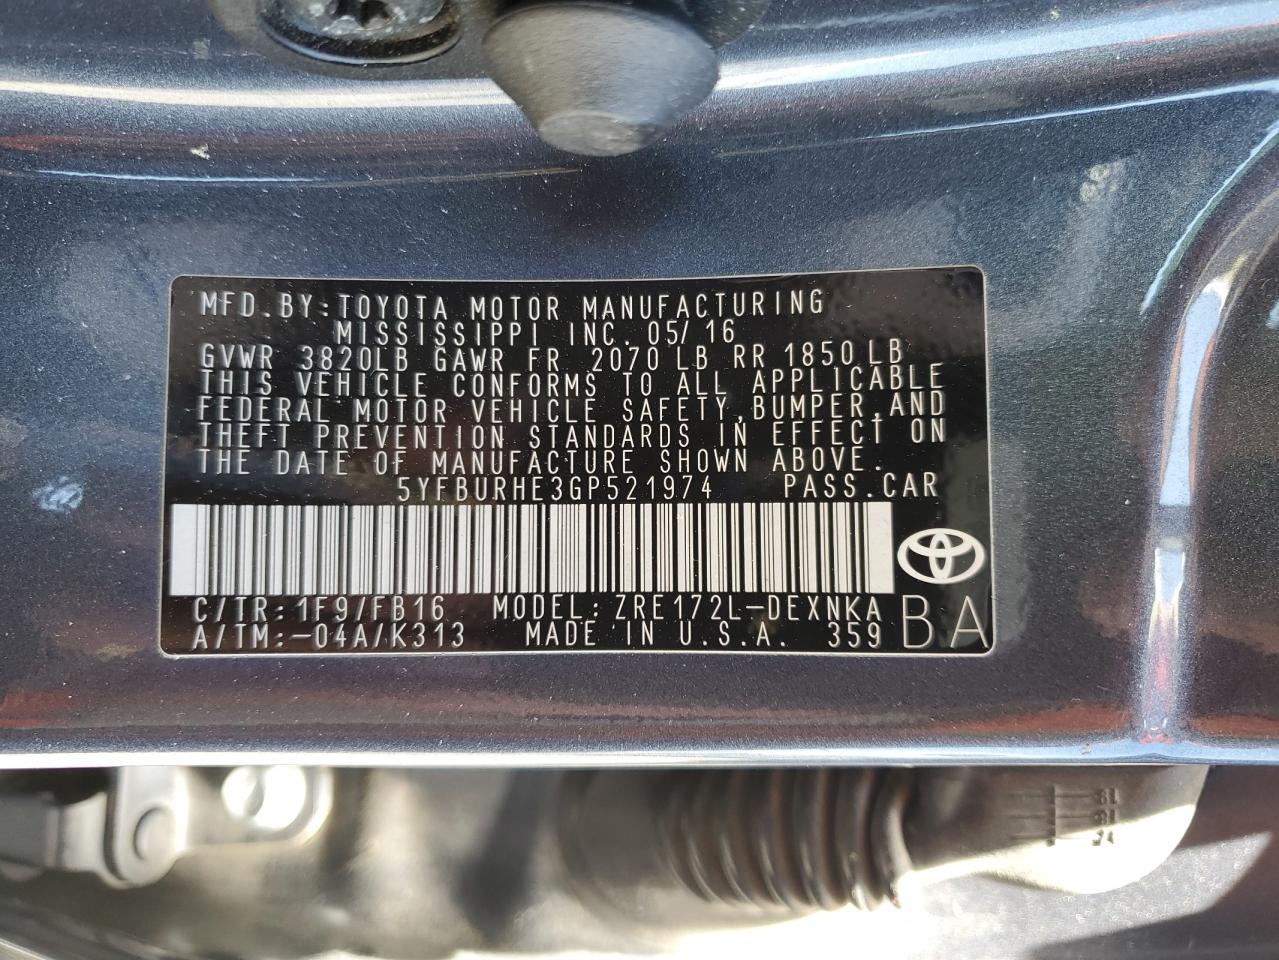 MFD.BY:TOYOTA MOTOR MANUFACTURING
MISSISSIPPI INC. 05/16
GVWR 3820LB GAWR FR 2070 LB RR 1850 LB
THIS VEHICLE CONFORMS TO ALL APPLICABLE
FEDERAL MOTOR VEHICLE SAFETY, BUMPER, AND
THEFT PREVENTION STANDARDS IN EFFECT ON
THE DATE OF MANUFACTURE SHOWN ABOVE.
5YFBURHE3GP521974 PASS.CAR
C/TR:1F9/FB16 MODEL:ZRE172L-DEXNKA
A/TM:-04A/K313 MADE IN U.S.A. 359 BA